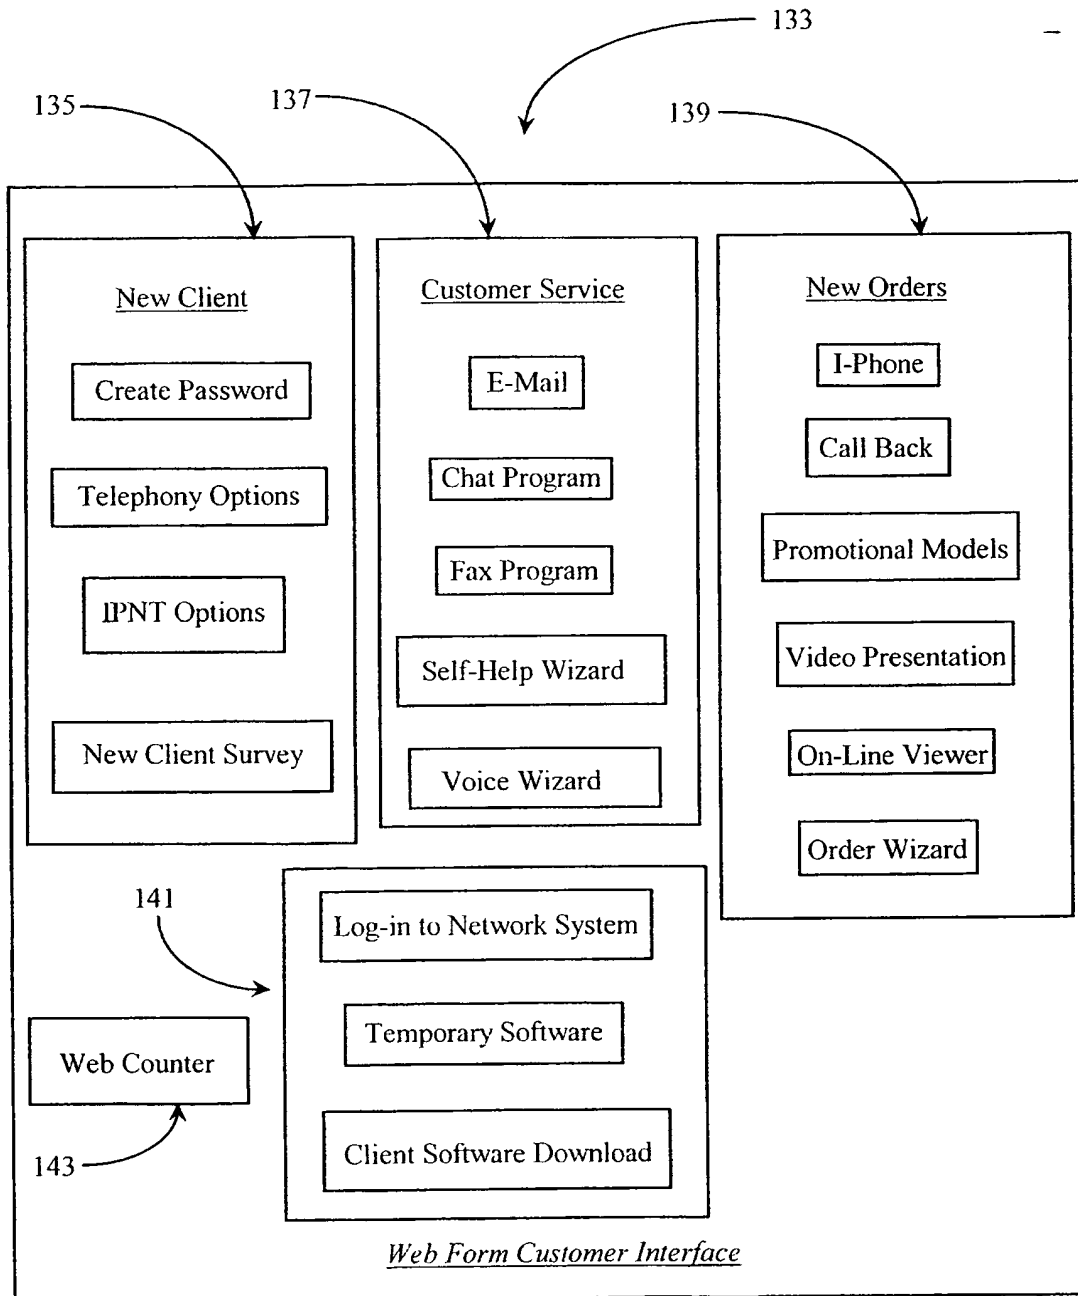 133
135
137
139
New Client
Create Password
Telephony Options
IPNT Options
New Client Survey
Customer Service
E-Mail
Chat Program
Fax Program
Self-Help Wizard
Voice Wizard
New Orders
I-Phone
Call Back
Promotional Models
Video Presentation
On-Line Viewer
Order Wizard
141
Log-in to Network System
Temporary Software
Client Software Download
Web Counter
143
Web Form Customer Interface